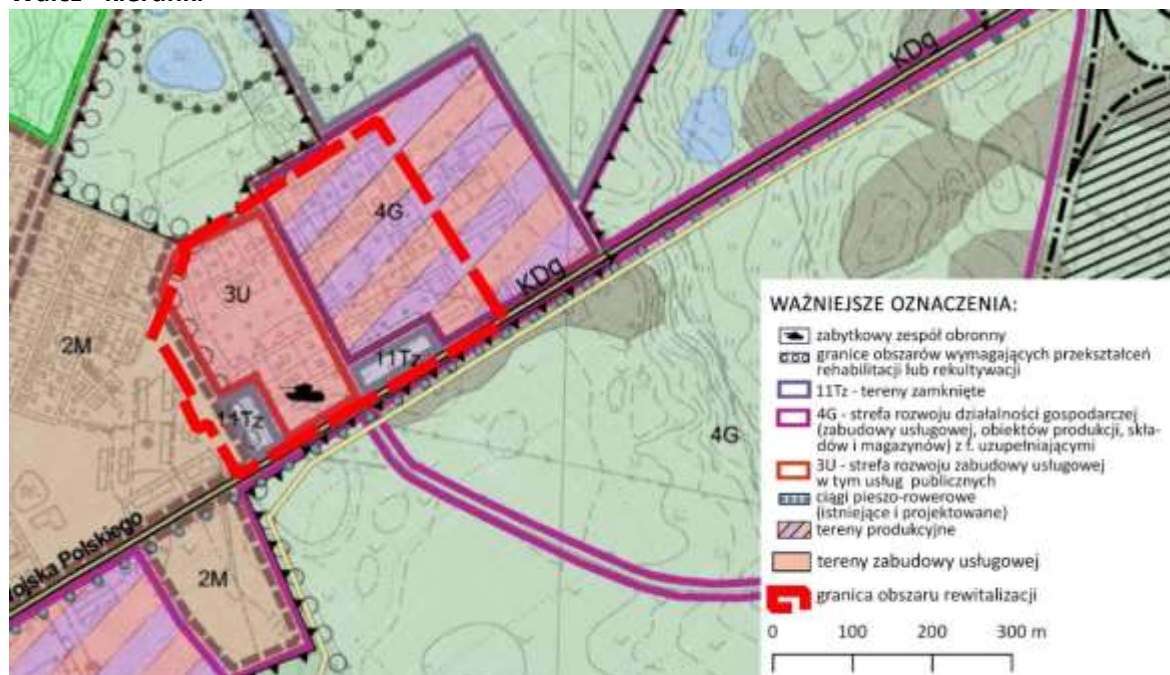 4G
3U
2M
KDg
KDg
11Tz
11Tz
4G
2M
ojska Polskiego
WAŻNIEJSZE OZNACZENIA:
zabytkowy zespół obronny
granice obszarów wymagających przekształceń
rehabilitacji lub rekultywacji
11Tz - tereny zamknięte
4G - strefa rozwoju działalności gospodarczej
(zabudowy usługowej, obiektów produkcji, skła-
dów i magazynów) z f. uzupełniającymi
3U - strefa rozwoju zabudowy usługowej
w tym usług publicznych
ciągi pieszo-rowerowe
(istniejące i projektowane)
tereny produkcyjne
tereny zabudowy usługowej
granica obszaru rewitalizacji
0 100 200 300 m